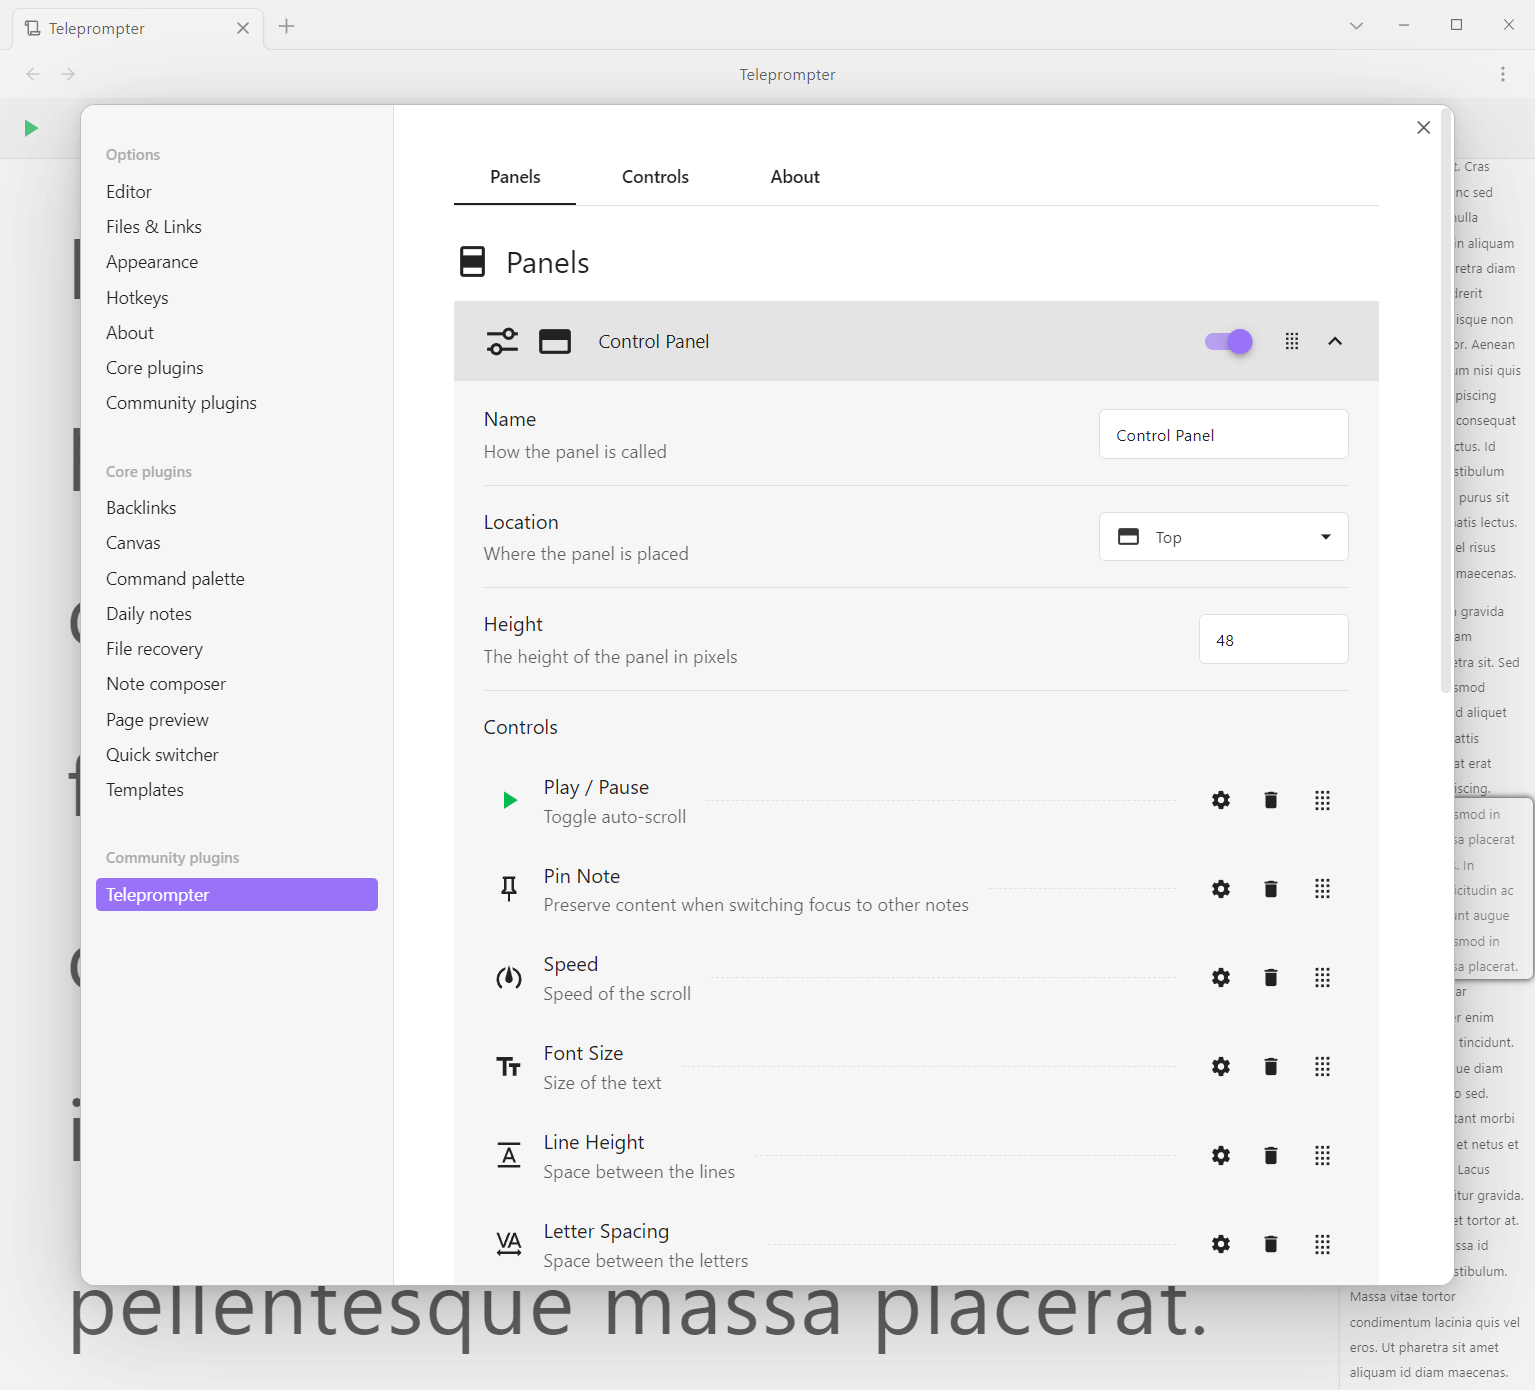 Teleprompter
Teleprompter
Options
Editor
Files & Links
Appearance
Hotkeys
About
Core plugins
Community plugins
Core plugins
Backlinks
Canvas
Command palette
Daily notes
File recovery
Note composer
Page preview
Quick switcher
Templates
Community plugins
Teleprompter
Panels
Controls
About
Panels
Control Panel
Name
How the panel is called
Control Panel
Location
Where the panel is placed
Top
Height
The height of the panel in pixels
48
Controls
Play / Pause
Toggle auto-scroll
Pin Note
Preserve content when switching focus to other notes
Speed
Speed of the scroll
Font Size
Size of the text
Line Height
Space between the lines
Letter Spacing
Space between the letters
pellentesque massa placerat.
t. Cras
nc sed
ulla
in aliquam
retra diam
drerit
isque non
or. Aenean
um nisi quis
piscing
consequat
ctus. Id
stibulum
purus sit
atis lectus.
el risus
maecenas.
gravida
am
etra sit. Sed
smod
d aliquet
attis
at erat
iscing.
smod in
sa placerat
. In
icitudin ac
unt augue
smod in
sa placerat.
ar
r enim
tincidunt.
ue diam
o sed.
tant morbi
et netus et
Lacus
itur gravida.
et tortor at.
ssa id
stibulum.
Massa vitae tortor
condimentum lacinia quis vel
eros. Ut pharetra sit amet
aliquam id diam maecenas.